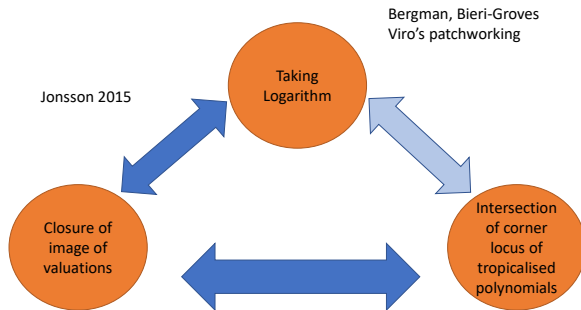 Bergman, Bieri-Groves
Viro's patchworking
Taking
Logarithm
Jonsson 2015
Closure of
image of
valuations
Intersection
of corner
locus of
tropicalised
polynomials